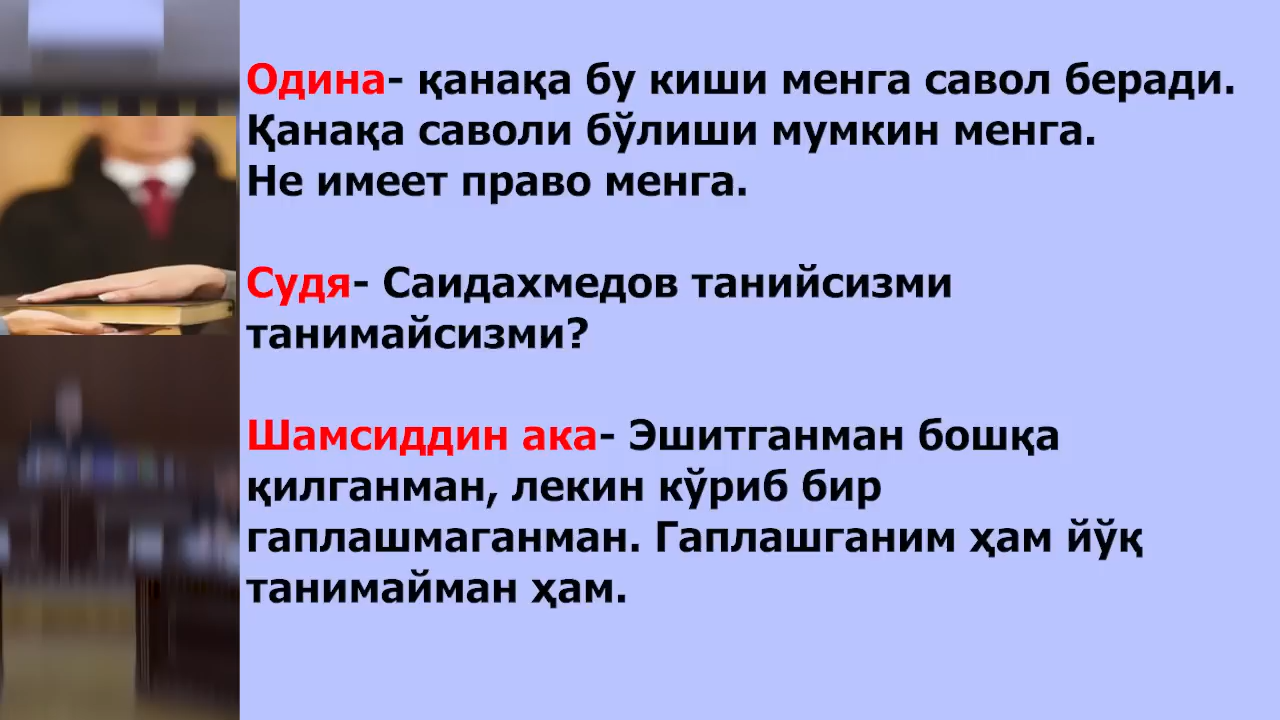 Одина- қанақа бу киши менга савол беради.
Қанақа саволи бўлиши мумкин менга.
Не имеет право менга.
Судя- Саидахмедов танийсизми
танимайсизми?
Шамсиддин ака- Эшитганман бошқа
қилганман, лекин кўриб бир
гаплашмаганман. Гаплашганим ҳам йўқ
танимайман ҳам.